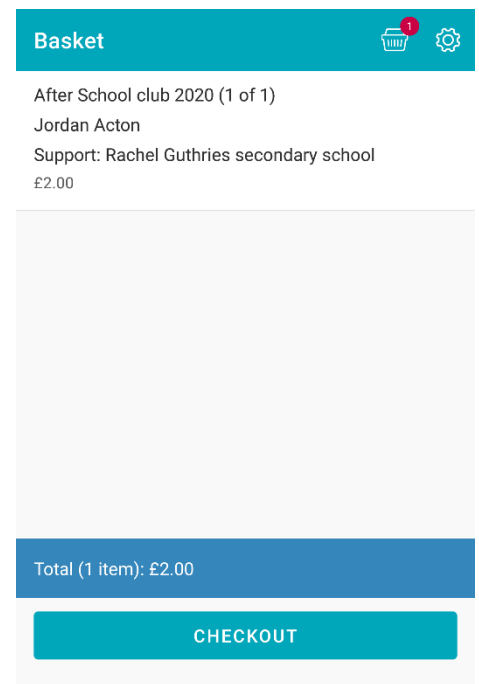 Basket
1
After School club 2020 (1 of 1)
Jordan Acton
Support: Rachel Guthries secondary school
£2.00
Total (1 item): £2.00
CHECKOUT